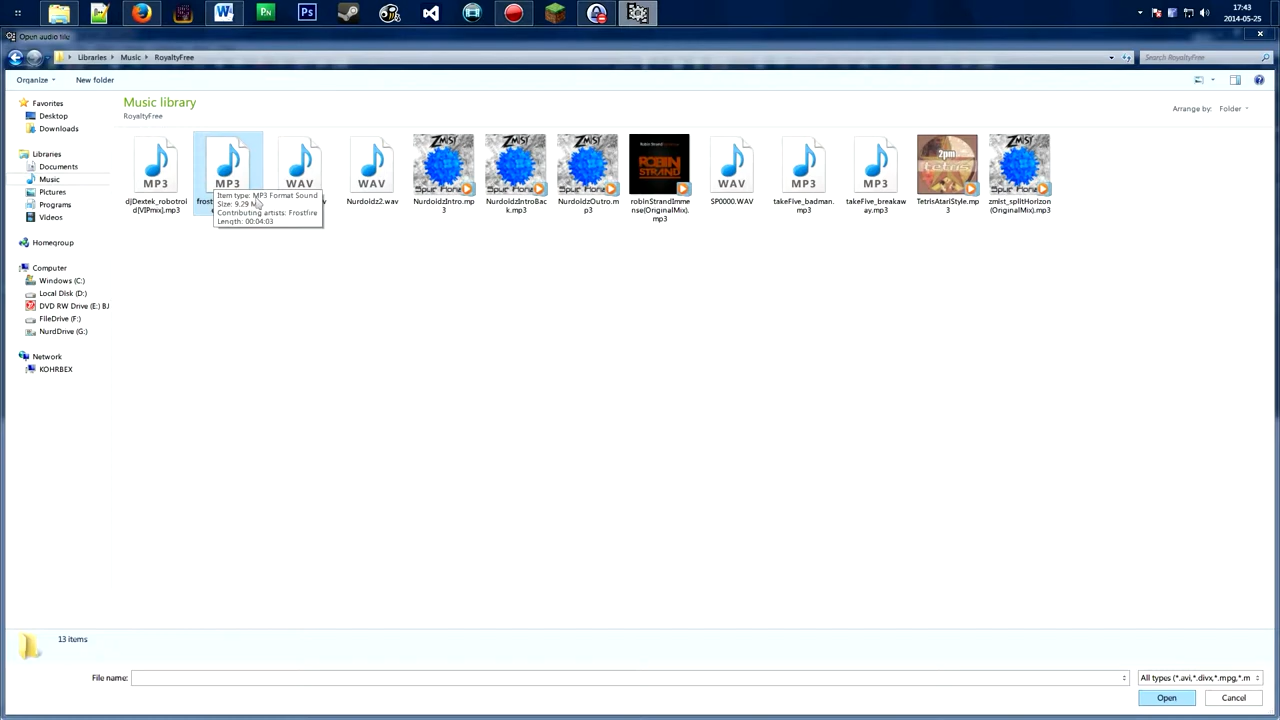 17:43
2014-05-25
Open audio file
Libraries
Music
RoyaltyFree
Search RoyaltyFree
Organize
New folder
Music library
RoyaltyFree
Arrange by:
Folder
Favorites
Desktop
Downloads
Libraries
Documents
Music
Pictures
Programs
Videos
Homegroup
Computer
Windows (C:)
Local Disk (D:)
DVD RW Drive (E:) BJ
FileDrive (F:)
NurdDrive (G:)
Network
KOHRBEX
MP3
djDextek_robotroi
d[VIPmix].mp3
MP3
Item type: MP3 Format Sound
Size: 9.29 M
Contributing artists: Frostfire
Length: 00:04:03
WAV
WAV
Nurdoidz2.wav
NurdoidzIntro.mp
3
NurdoidzIntroBac
k.mp3
NurdoidzOutro.m
p3
ROBIN
STRAND
robinStrandImme
nse(OriginalMix).
mp3
WAV
SP0000.WAV
MP3
takeFive_badman.
mp3
MP3
takeFive_breakaw
ay.mp3
2pm
tetris
TetrisAtariStyle.mp
3
zmist_splitHorizon
(OriginalMix).mp3
13 items
File name:
All types (*.avi,*.divx,*.mpg,*.m
Open
Cancel